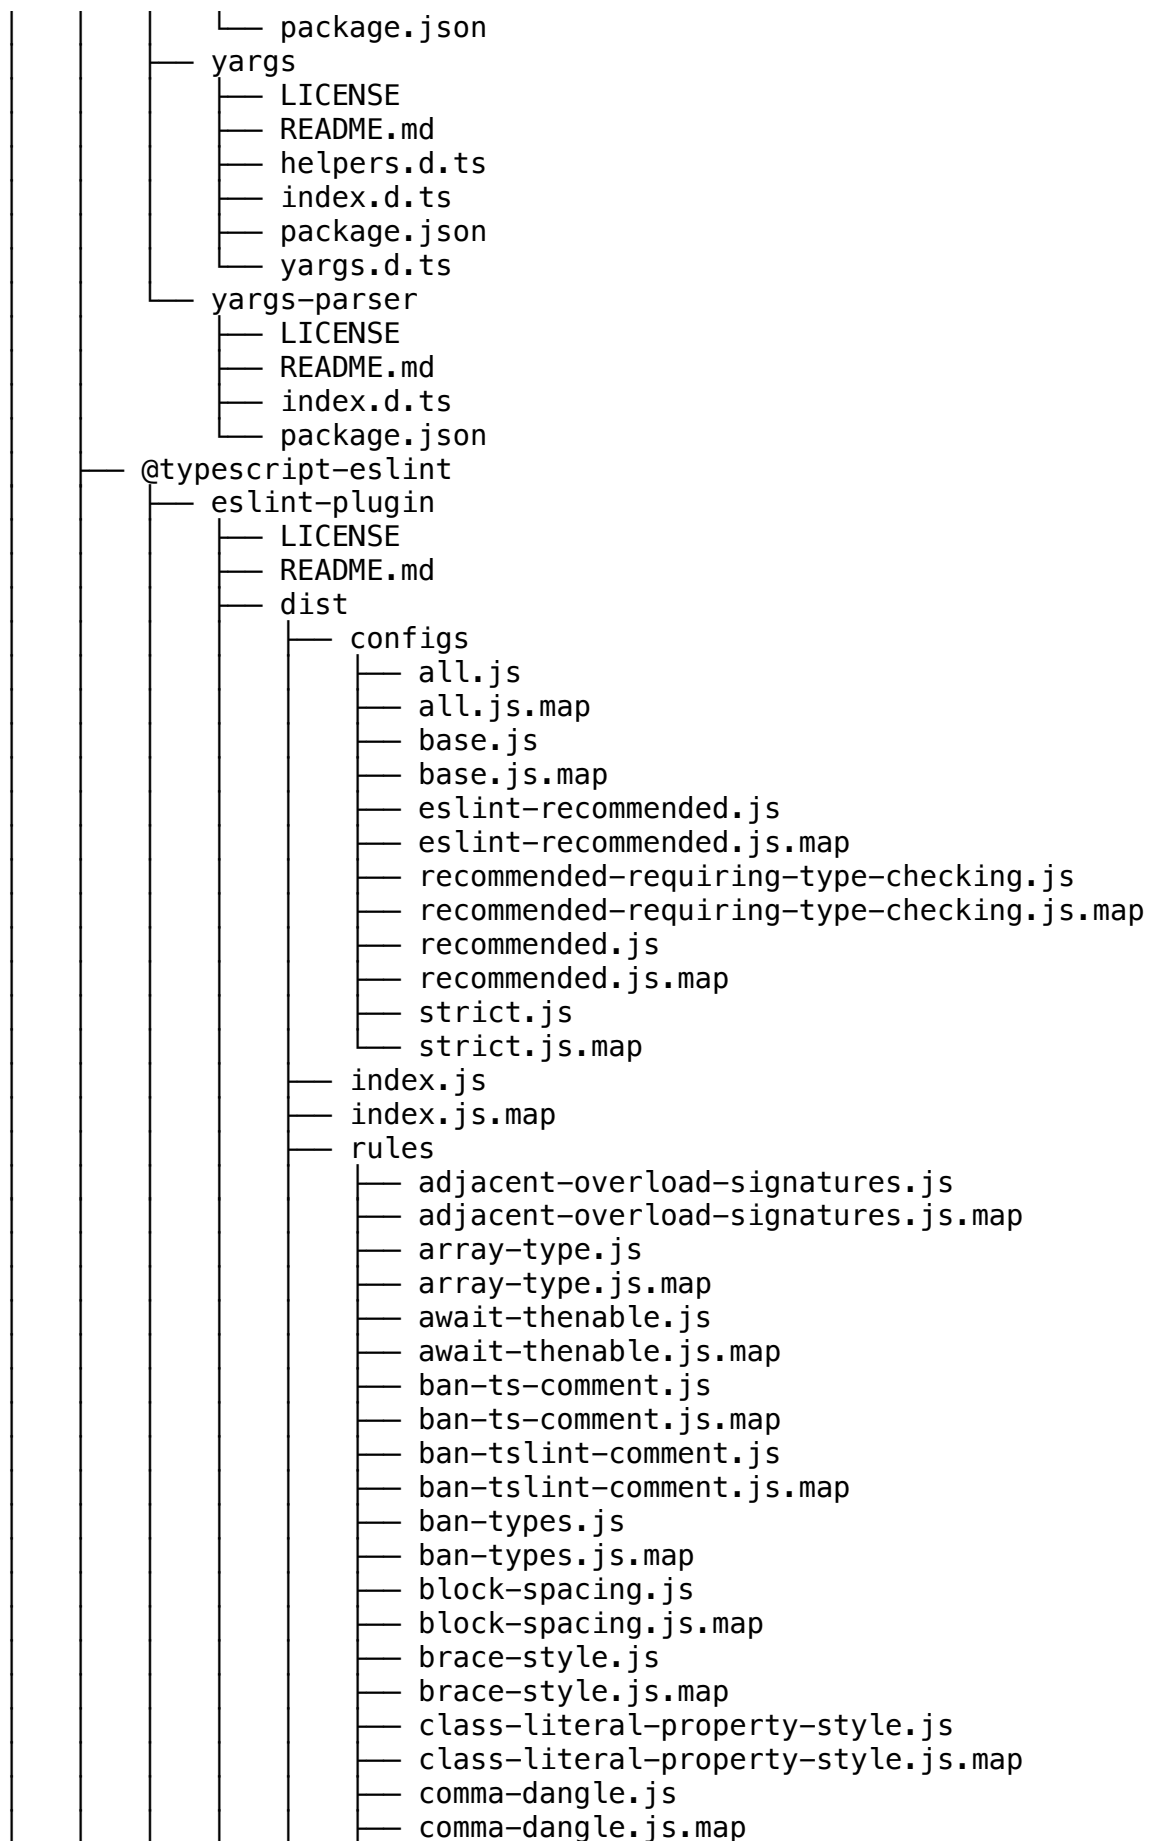 │   │   │   └── package.json
│   │   ├── yargs
│   │   │   ├── LICENSE
│   │   │   ├── README.md
│   │   │   ├── helpers.d.ts
│   │   │   ├── index.d.ts
│   │   │   ├── package.json
│   │   │   └── yargs.d.ts
│   │   └── yargs-parser
│   │       ├── LICENSE
│   │       ├── README.md
│   │       ├── index.d.ts
│   │       └── package.json
│   ├── @typescript-eslint
│   │   ├── eslint-plugin
│   │   │   ├── LICENSE
│   │   │   ├── README.md
│   │   │   ├── dist
│   │   │   │   ├── configs
│   │   │   │   │   ├── all.js
│   │   │   │   │   ├── all.js.map
│   │   │   │   │   ├── base.js
│   │   │   │   │   ├── base.js.map
│   │   │   │   │   ├── eslint-recommended.js
│   │   │   │   │   ├── eslint-recommended.js.map
│   │   │   │   │   ├── recommended-requiring-type-checking.js
│   │   │   │   │   ├── recommended-requiring-type-checking.js.map
│   │   │   │   │   ├── recommended.js
│   │   │   │   │   ├── recommended.js.map
│   │   │   │   │   ├── strict.js
│   │   │   │   │   └── strict.js.map
│   │   │   │   ├── index.js
│   │   │   │   ├── index.js.map
│   │   │   │   ├── rules
│   │   │   │   │   ├── adjacent-overload-signatures.js
│   │   │   │   │   ├── adjacent-overload-signatures.js.map
│   │   │   │   │   ├── array-type.js
│   │   │   │   │   ├── array-type.js.map
│   │   │   │   │   ├── await-thenable.js
│   │   │   │   │   ├── await-thenable.js.map
│   │   │   │   │   ├── ban-ts-comment.js
│   │   │   │   │   ├── ban-ts-comment.js.map
│   │   │   │   │   ├── ban-tslint-comment.js
│   │   │   │   │   ├── ban-tslint-comment.js.map
│   │   │   │   │   ├── ban-types.js
│   │   │   │   │   ├── ban-types.js.map
│   │   │   │   │   ├── block-spacing.js
│   │   │   │   │   ├── block-spacing.js.map
│   │   │   │   │   ├── brace-style.js
│   │   │   │   │   ├── brace-style.js.map
│   │   │   │   │   ├── class-literal-property-style.js
│   │   │   │   │   ├── class-literal-property-style.js.map
│   │   │   │   │   ├── comma-dangle.js
│   │   │   │   │   ├── comma-dangle.js.map